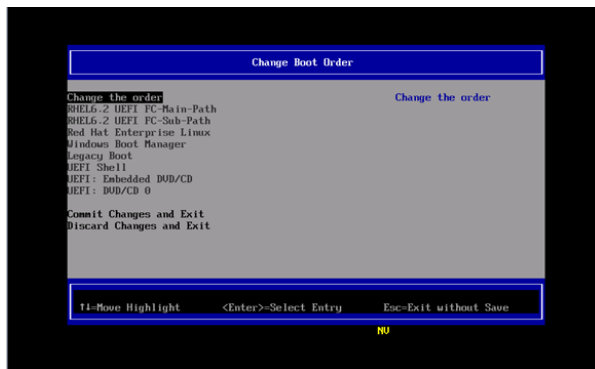 Change Boot Order
Change the order
Change the order
RHEL6.2 UEFI FC-Main-Path
RHEL6.2 UEFI FC-Sub-Path
Red Hat Enterprise Linux
Windows Boot Manager
Legacy Boot
UEFI Shell
UEFI: Embedded DVD/CD
UEFI: DVD/CD 0
Commit Changes and Exit
Discard Changes and Exit
↑↓=Move Highlight <Enter>=Select Entry Esc=Exit without Save
NV